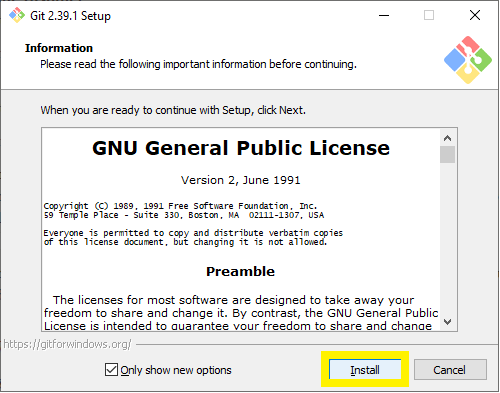 Git 2.39.1 Setup
Information
Please read the following important information before continuing.
When you are ready to continue with Setup, click Next.
GNU General Public License
Version 2, June 1991
Copyright (C) 1989, 1991 Free Software Foundation, Inc.
59 Temple Place - Suite 330, Boston, MA  02111-1307, USA
Everyone is permitted to copy and distribute verbatim copies
of this license document, but changing it is not allowed.
Preamble
The licenses for most software are designed to take away your
freedom to share and change it. By contrast, the GNU General Public
License is intended to guarantee your freedom to share and change
https://gitforwindows.org/
Only show new options
Install
Cancel